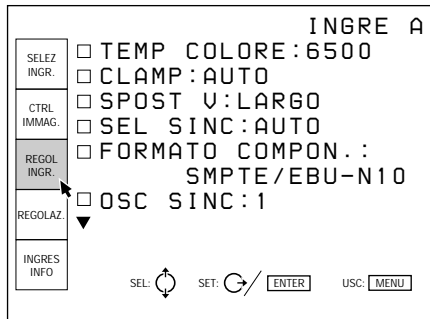 INGRE A
SELEZ
INGR.
CTRL
IMMAG.
REGOL
INGR.
REGOLAZ.
INGRES
INFO
TEMP COLORE:6500
CLAMP:AUTO
SPOST V:LARGO
SEL SINC:AUTO
FORMATO COMPON.:
SMPTE/EBU-N10
OSC SINC:1
SEL: SET: ENTER USC: MENU